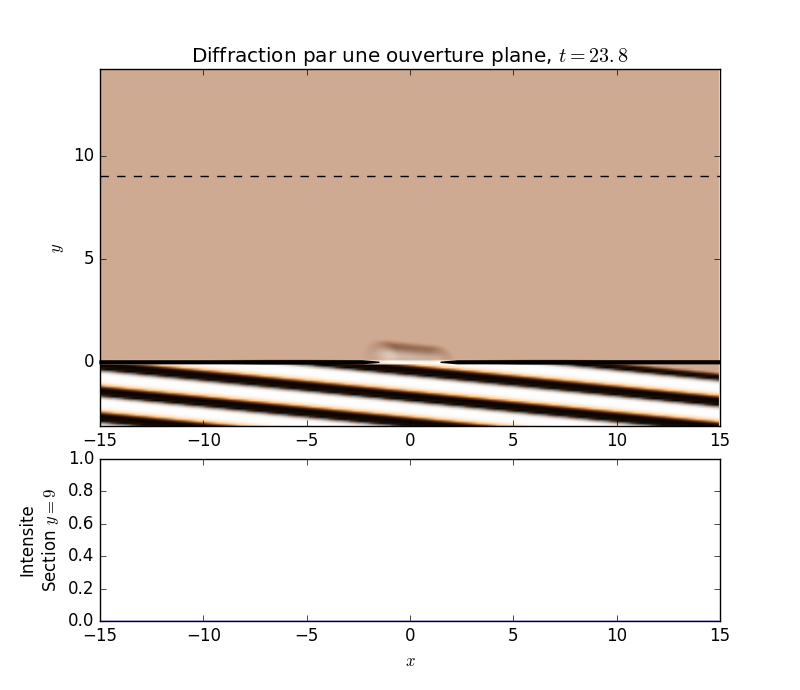 Diffraction par une ouverture plane, t = 23.8
10
5
0
y
−15 −10 −5 0 5 10 15
1.0
0.8
0.6
0.4
0.2
0.0
Intensite
Section y = 9
−15 −10 −5 0 5 10 15
x